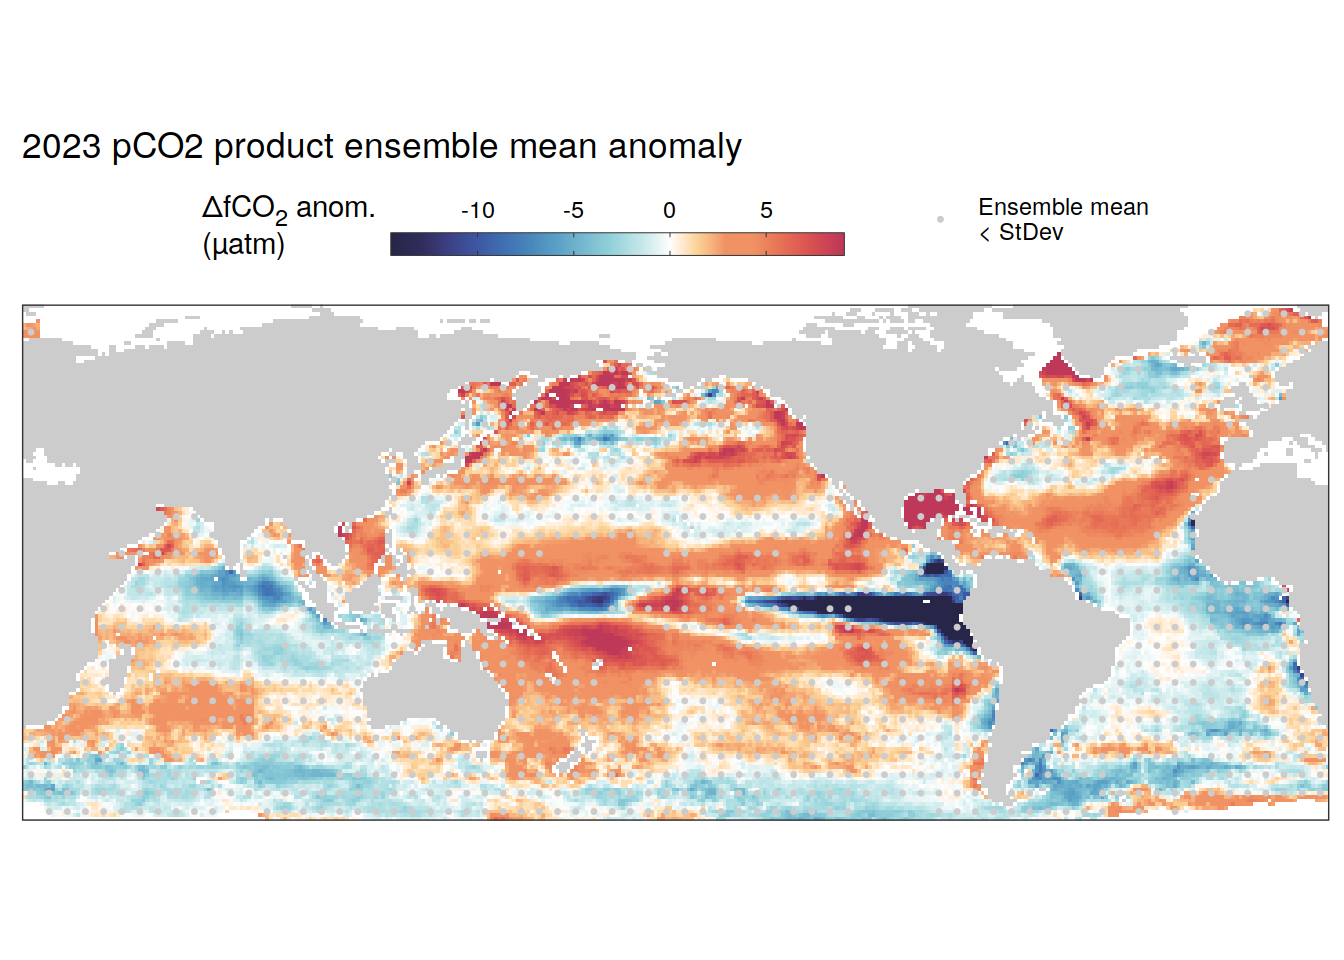 2023 pCO2 product ensemble mean anomaly
ΔfCO₂ anom.
(μatm)
-10 -5 0 5
Ensemble mean
< StDev